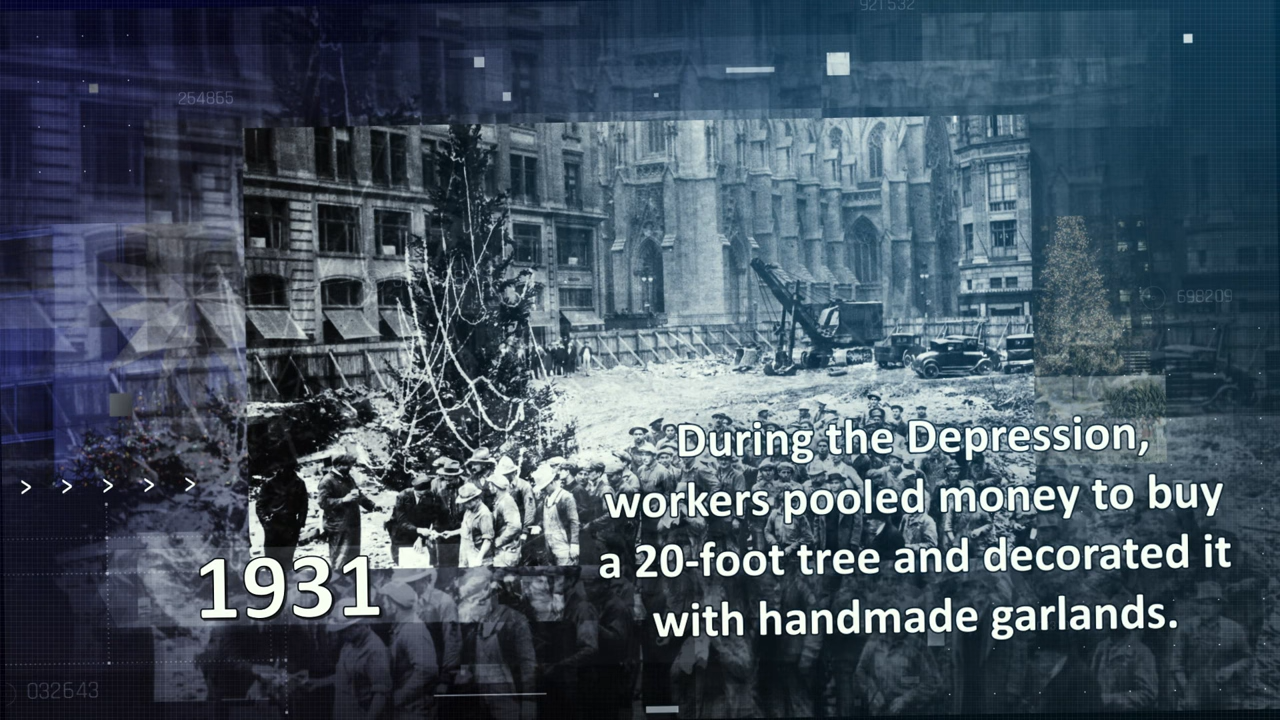 921532
264865
698209
> > > > >
During the Depression,
workers pooled money to buy
a 20-foot tree and decorated it
with handmade garlands.
1931
032643